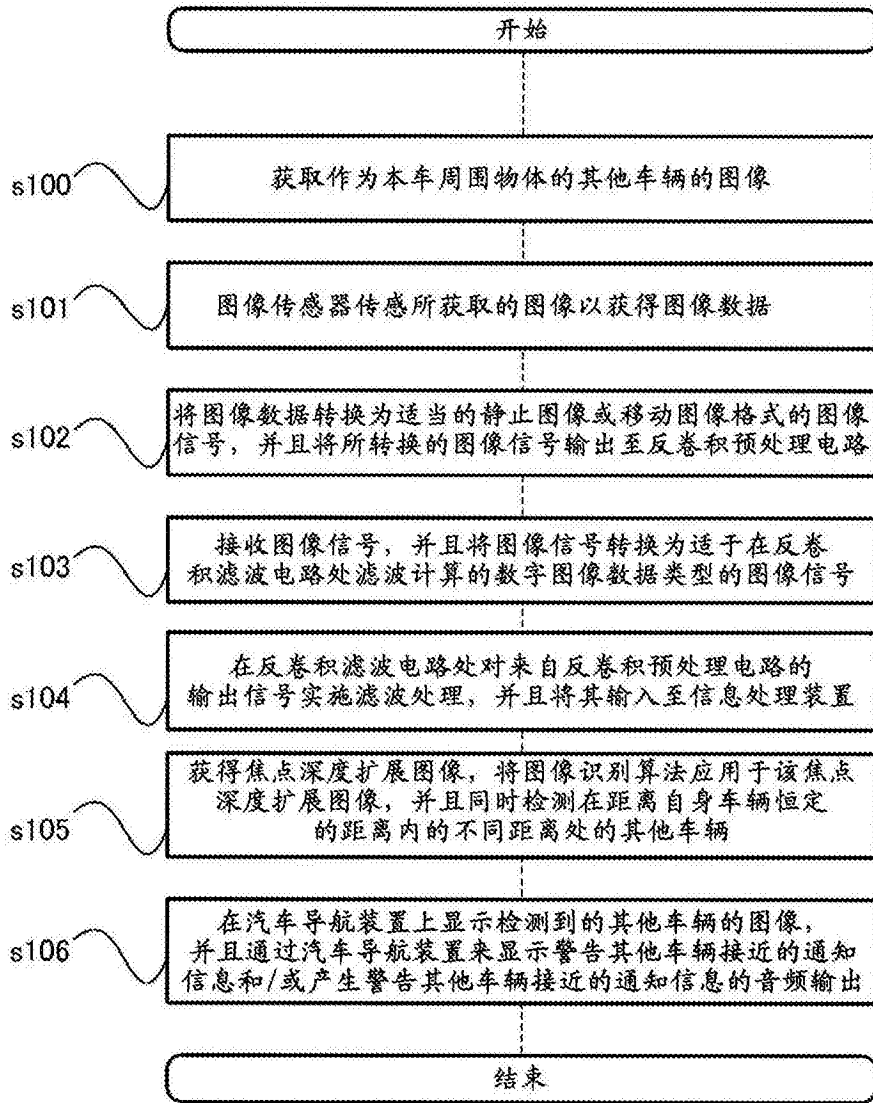 开始
s100
获取作为本车周围物体的其他车辆的图像
s101
图像传感器传感所获取的图像以获得图像数据
s102
将图像数据转换为适当的静止图像或移动图像格式的图像
信号，并且将所转换的图像信号输出至反卷积预处理电路
s103
接收图像信号，并且将图像信号转换为适于在反卷
积滤波电路处滤波计算的数字图像数据类型的图像信号
s104
在反卷积滤波电路处对来自反卷积预处理电路的
输出信号实施滤波处理，并且将其输入至信息处理装置
s105
获得焦点深度扩展图像，将图像识别算法应用于该焦点
深度扩展图像，并且同时检测在距离自身车辆恒定
的距离内的不同距离处的其他车辆
s106
在汽车导航装置上显示检测到的其他车辆的图像，
并且通过汽车导航装置来显示警告其他车辆接近的通知
信息和/或产生警告其他车辆接近的通知信息的音频输出
结束